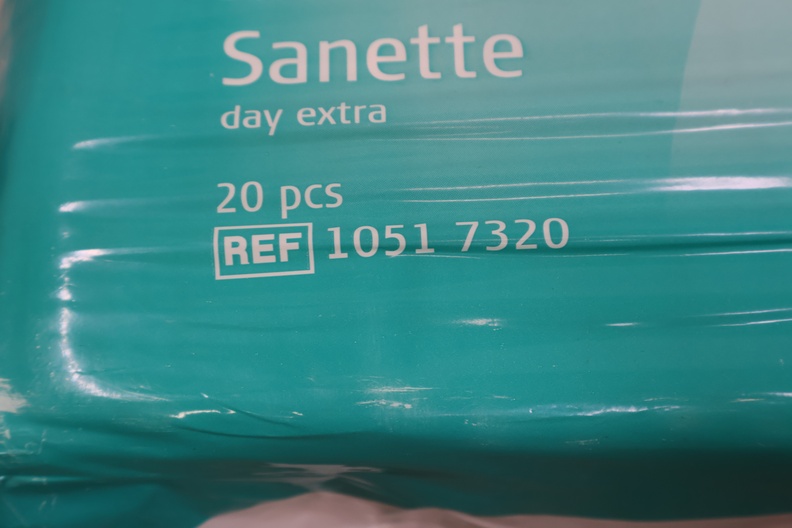 Sanette
day extra
20 pcs
REF 1051 7320